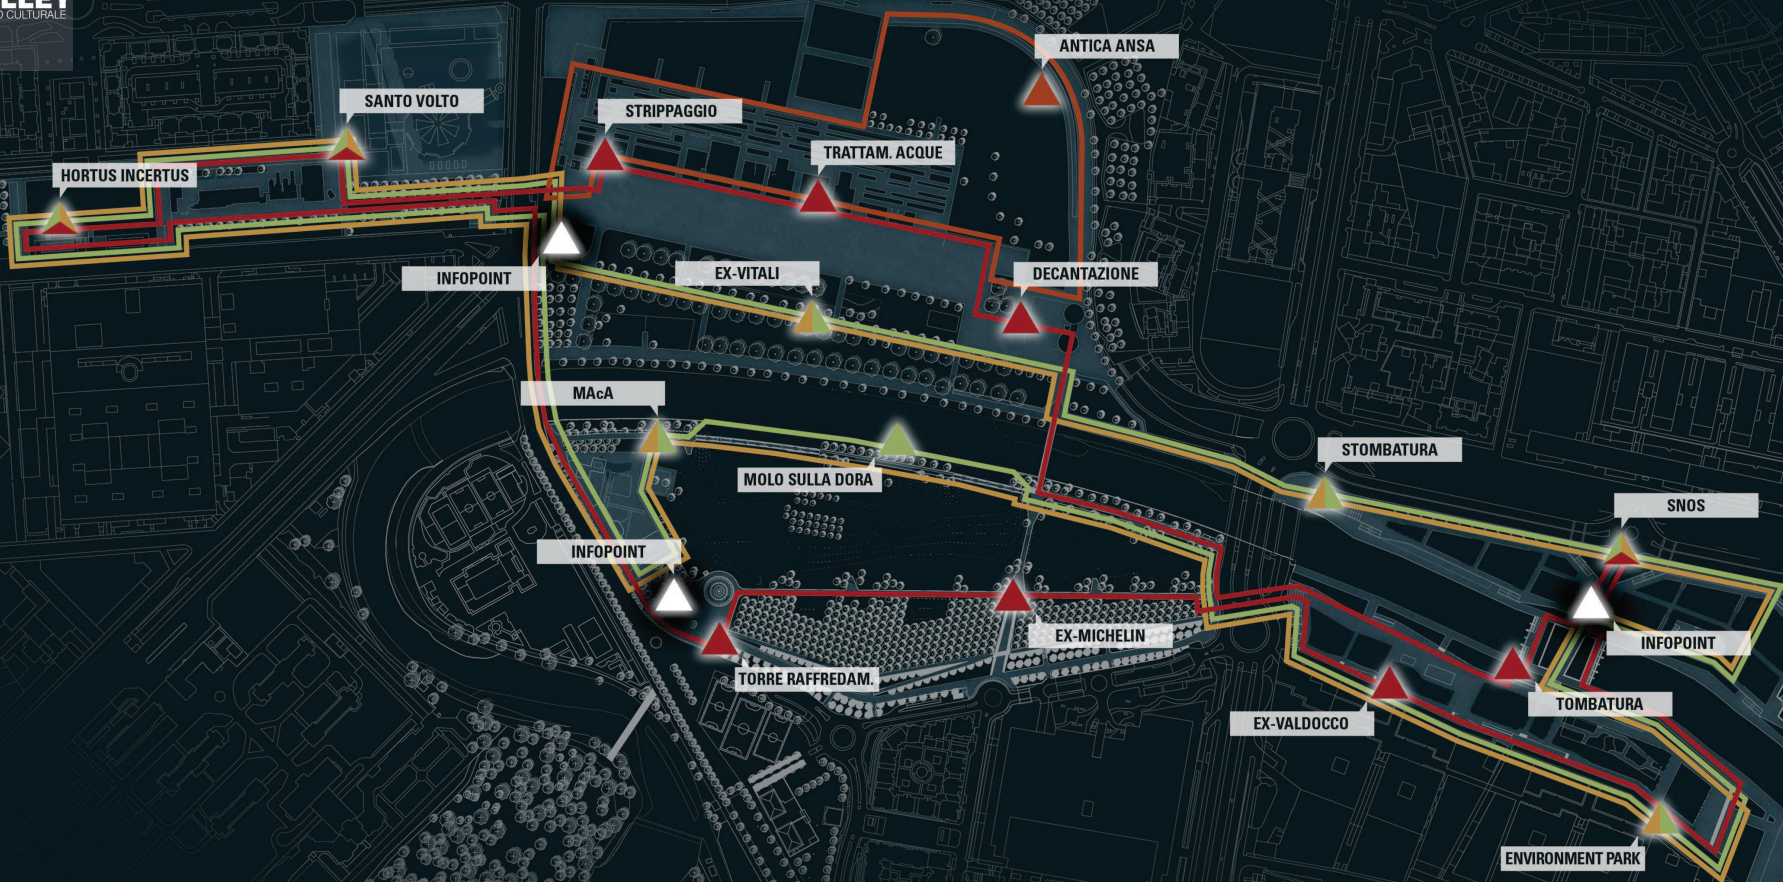 CULTURALE
ANTICA ANSA
SANTO VOLTO
STRIPPAGGIO
TRATTAM. ACQUE
HORTUS INCERTUS
INFOPOINT
EX-VITALI
DECANTAZIONE
MAcA
STOMBATURA
MOLO SULLA DORA
SNOS
INFOPOINT
EX-MICHELIN
INFOPOINT
TORRE RAFFREDAM.
TOMBATURA
EX-VALDOCCO
ENVIRONMENT PARK